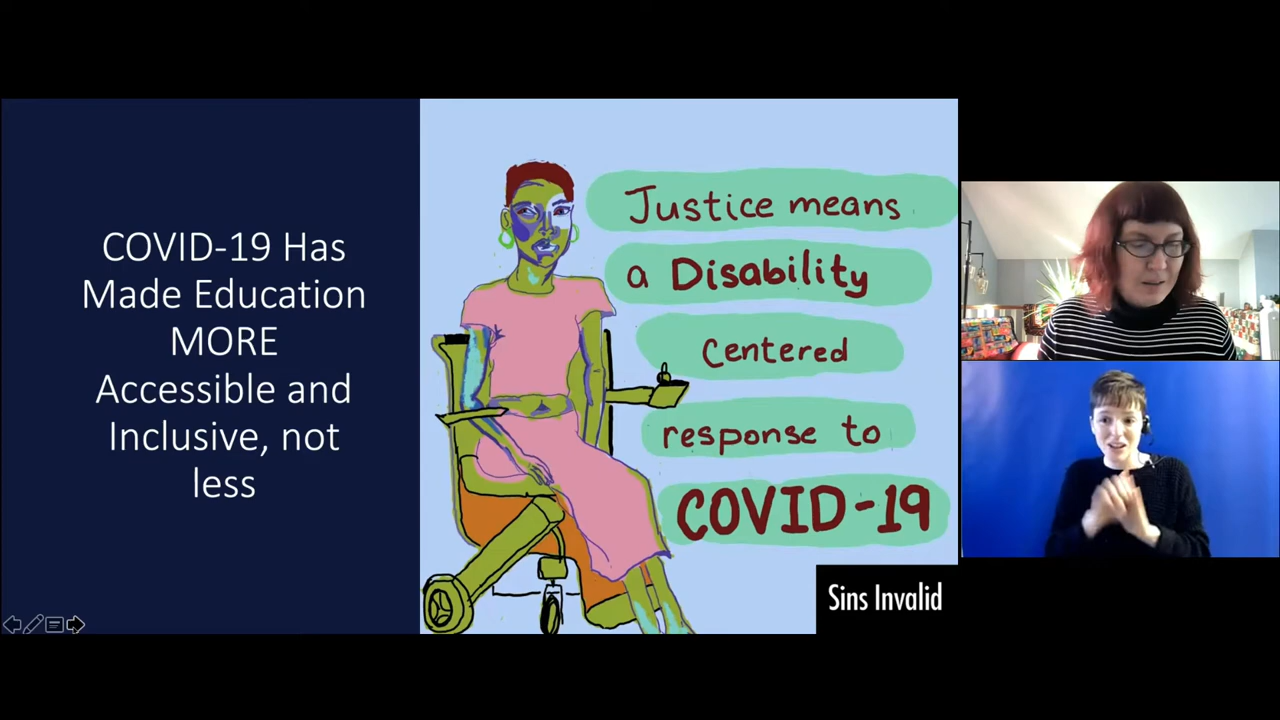 COVID-19 Has
Made Education
MORE
Accessible and
Inclusive, not
less
Justice means
a Disability
Centered
response to
COVID-19
Sins Invalid